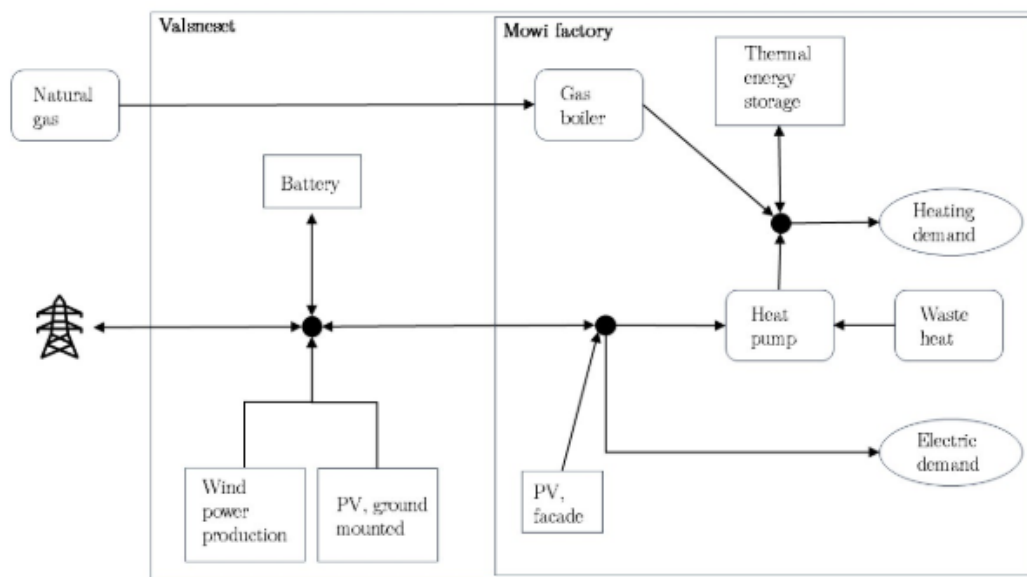 Valsneset
Mowi factory
Natural
gas
Gas
boiler
Thermal
energy
storage
Battery
Heating
demand
Heat
pump
Waste
heat
Electric
demand
Wind
power
production
PV, ground
mounted
PV,
facade